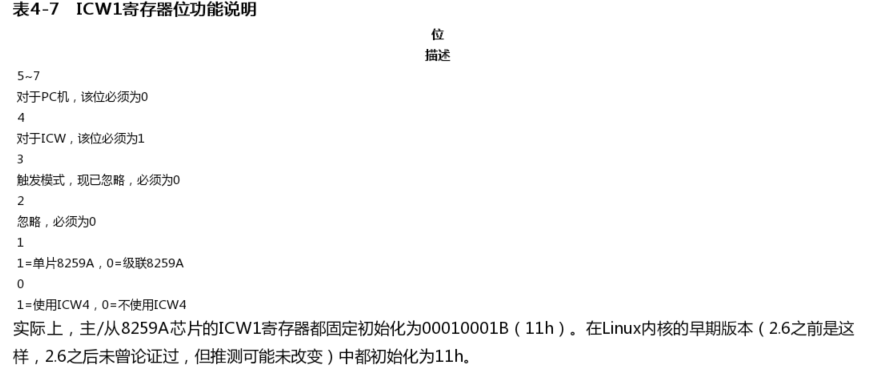 表4-7　ICW1寄存器位功能说明
位
描述
5~7
对于PC机，该位必须为0
4
对于ICW，该位必须为1
3
触发模式，现已忽略，必须为0
2
忽略，必须为0
1
1=单片8259A，0=级联8259A
0
1=使用ICW4，0=不使用ICW4
实际上，主/从8259A芯片的ICW1寄存器都固定初始化为00010001B（11h）。在Linux内核的早期版本（2.6之前是这
样，2.6之后未曾论证过，但推测可能未改变）中都初始化为11h。